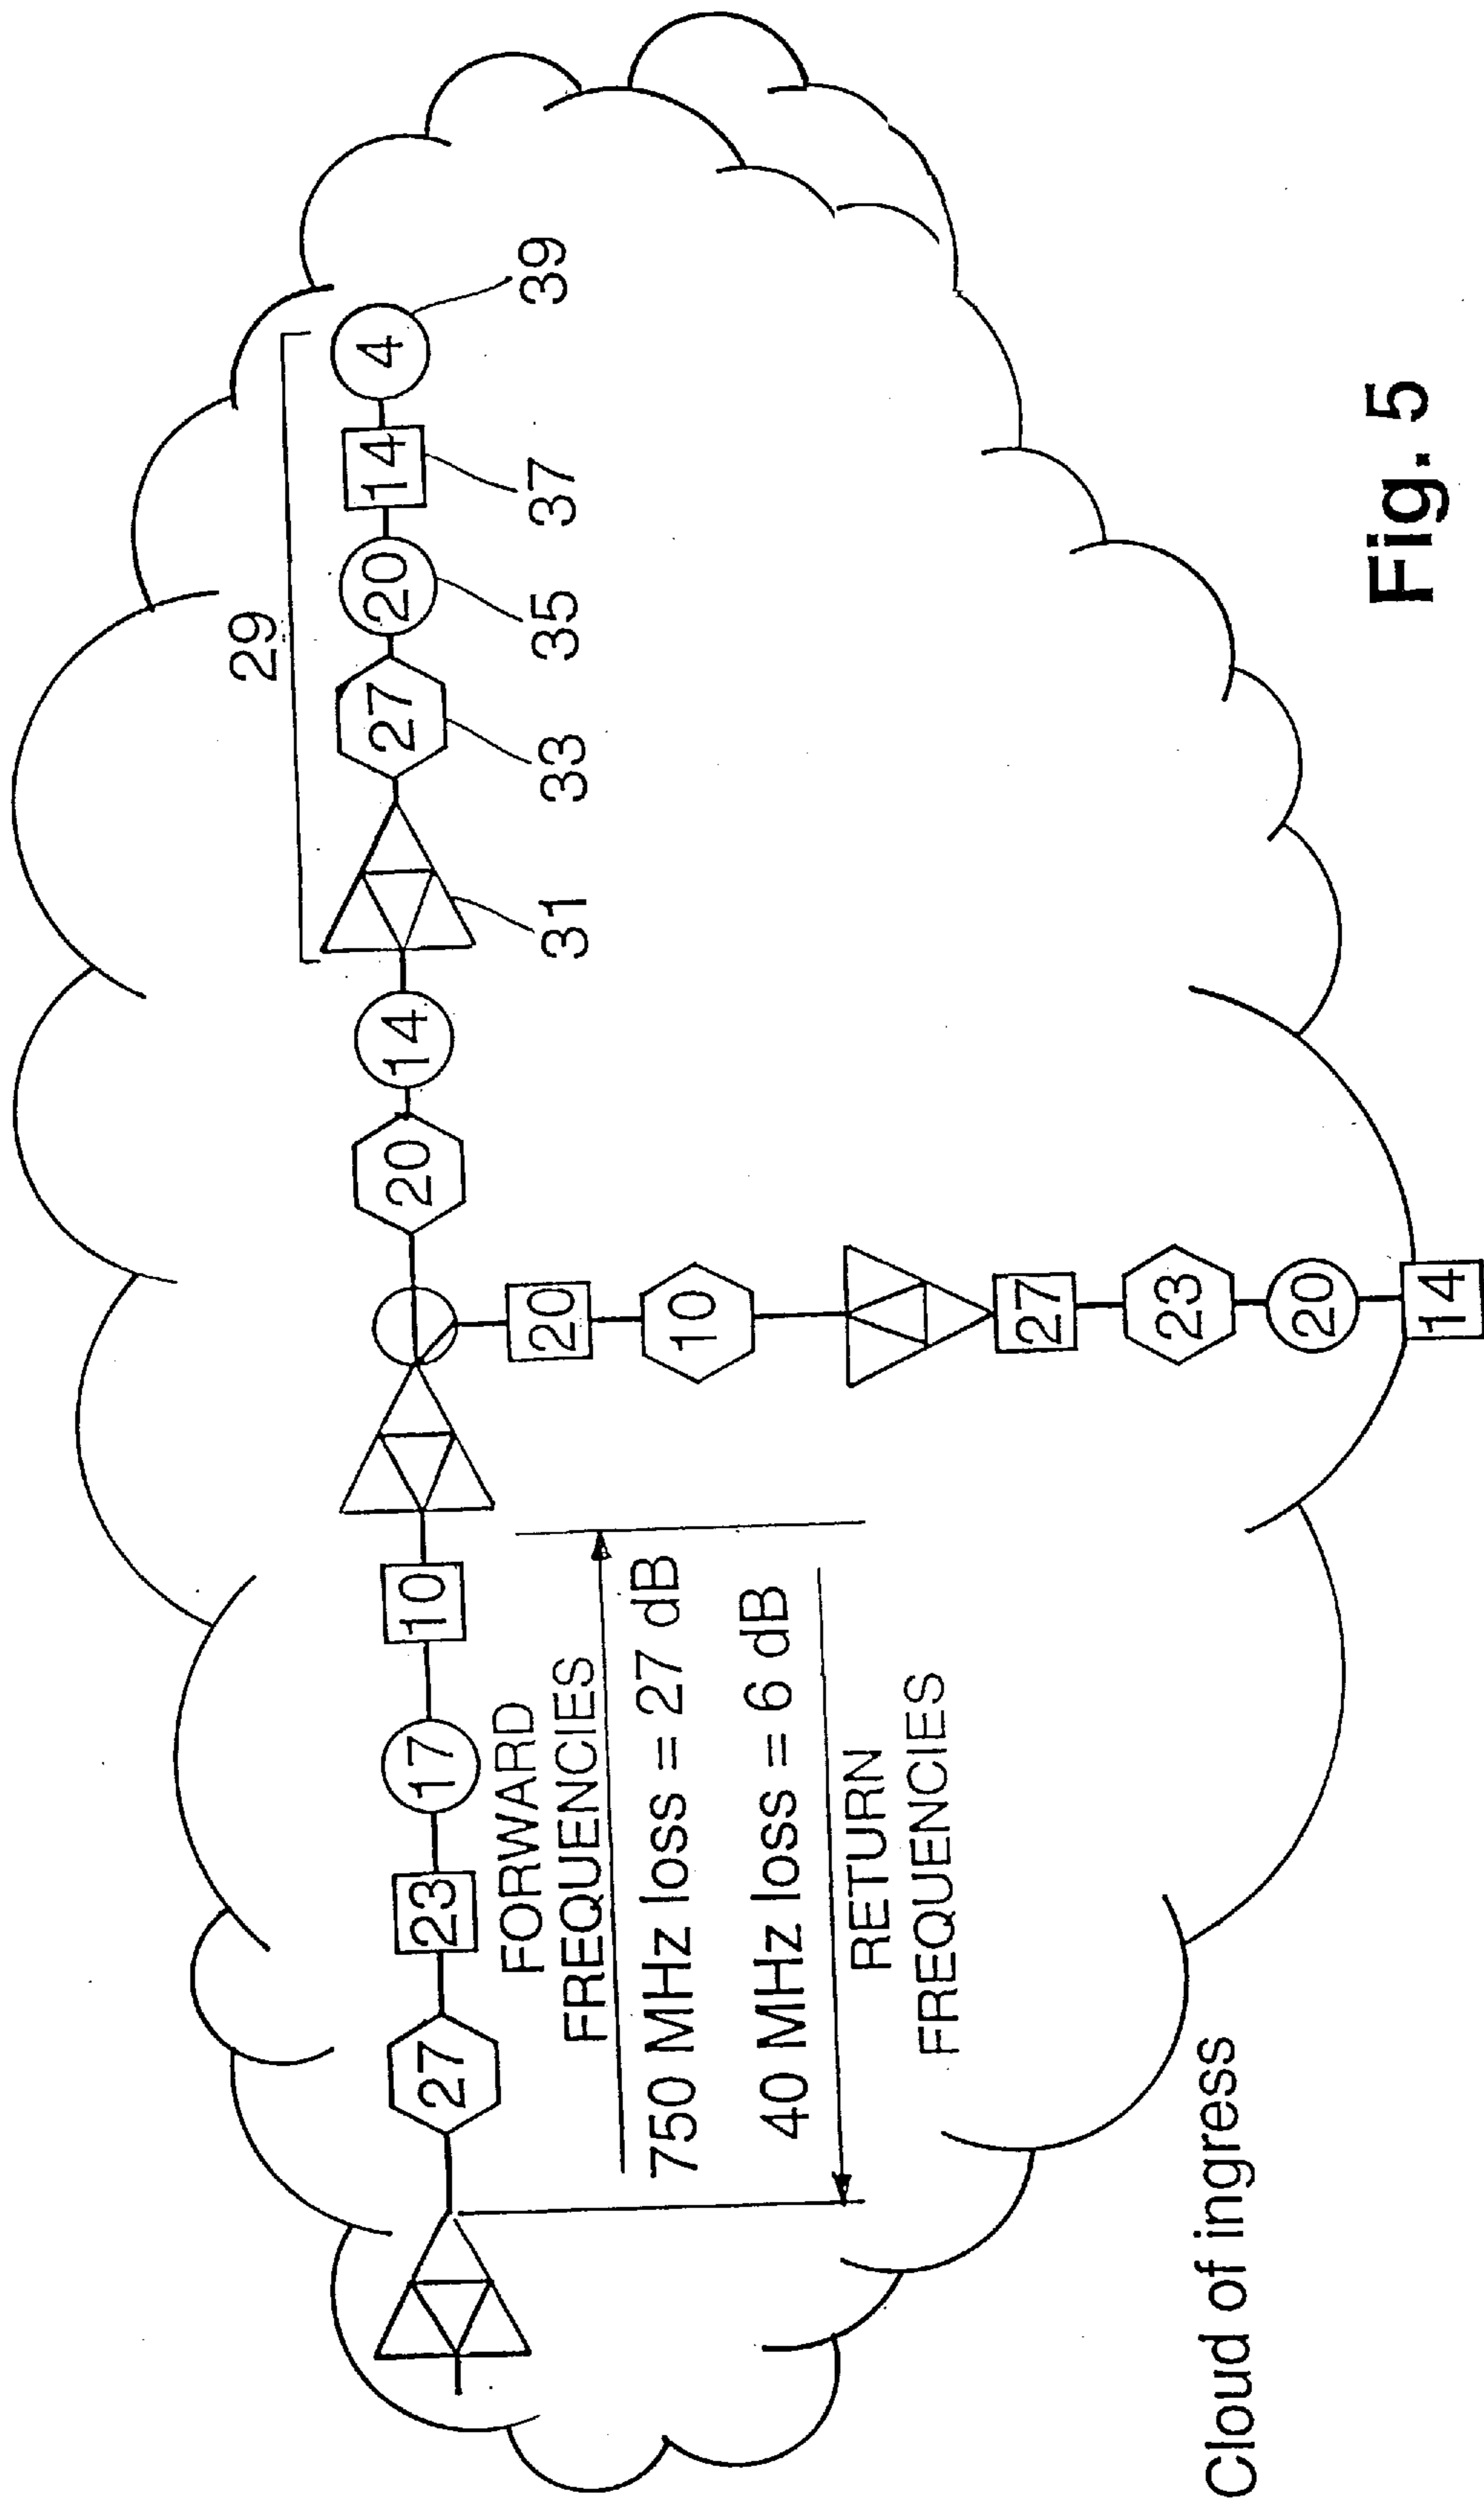 29
27
23
17
10
20
14
27
20
14
4
31
33
35
37
39
20
10
27
23
20
14
FORWARD
FREQUENCIES
750 MHz loss = 27 dB
40 MHz loss = 6 dB
RETURN
FREQUENCIES
Cloud of ingress
Fig. 5